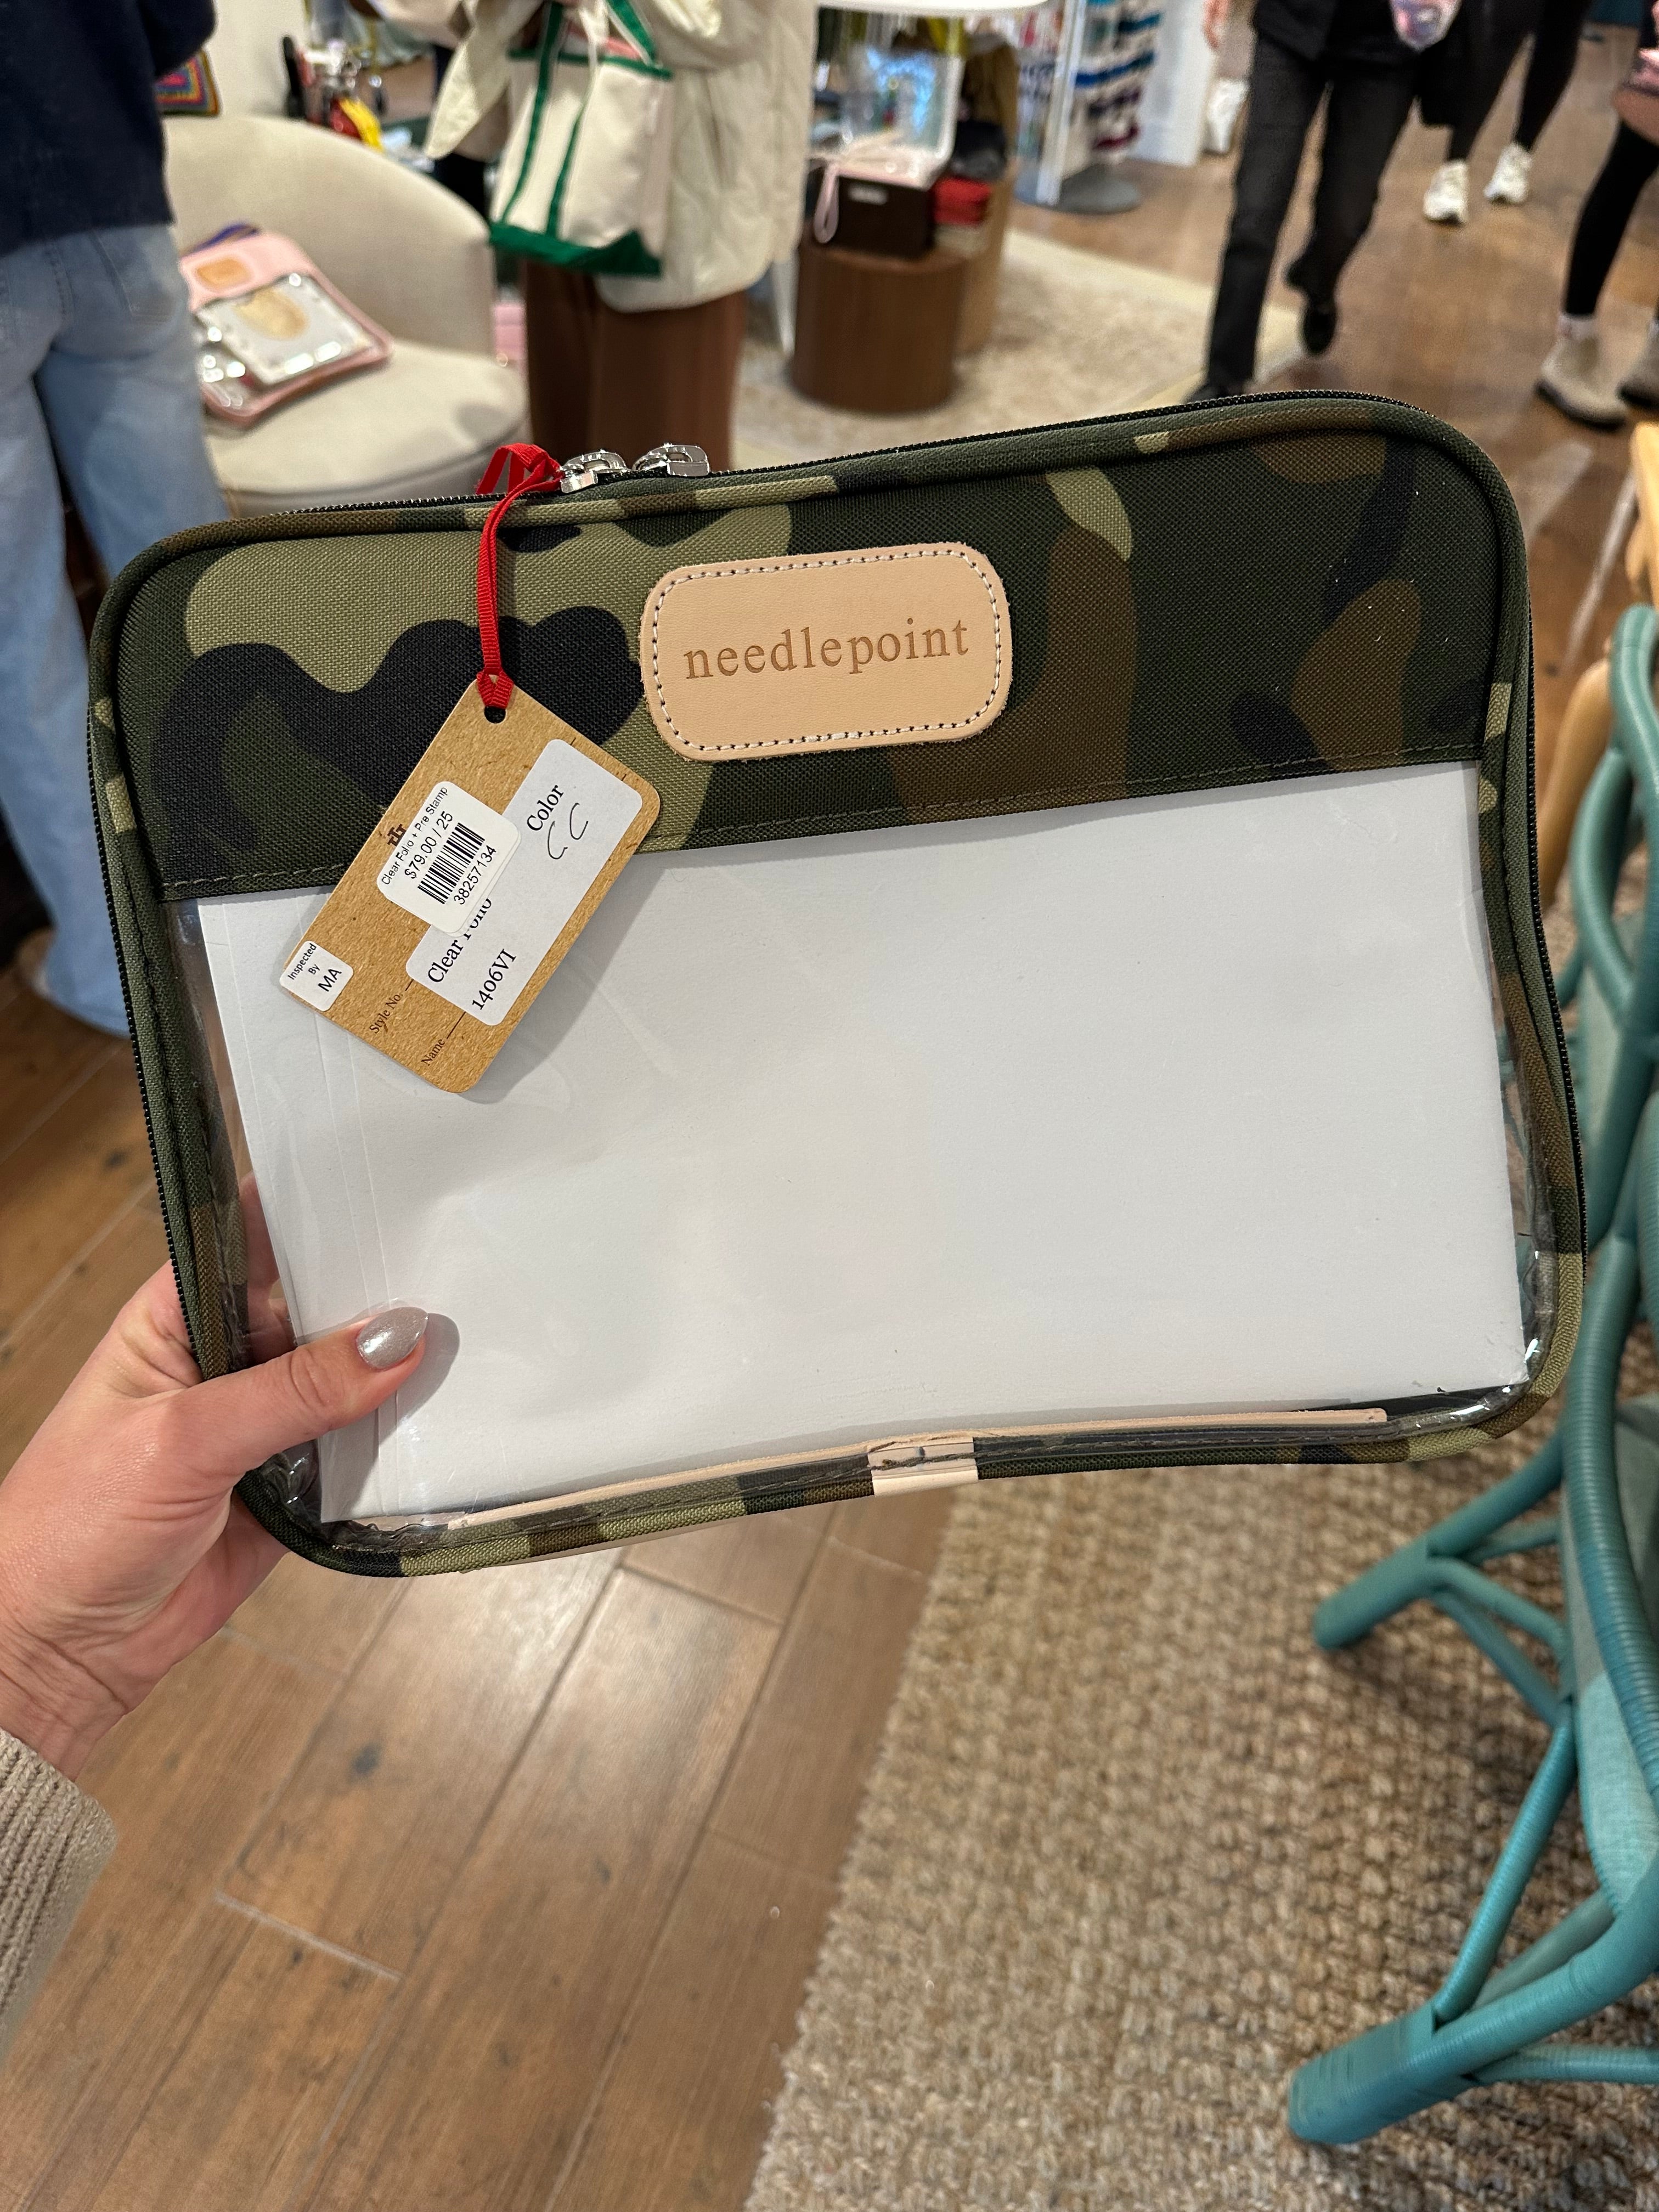 needlepoint
Clear Folio + Pre Stamp
$79.00 / 25
38257134
Color
CC
Clear Folio
1406VI
Inspected
By
MA
Style No.
Name